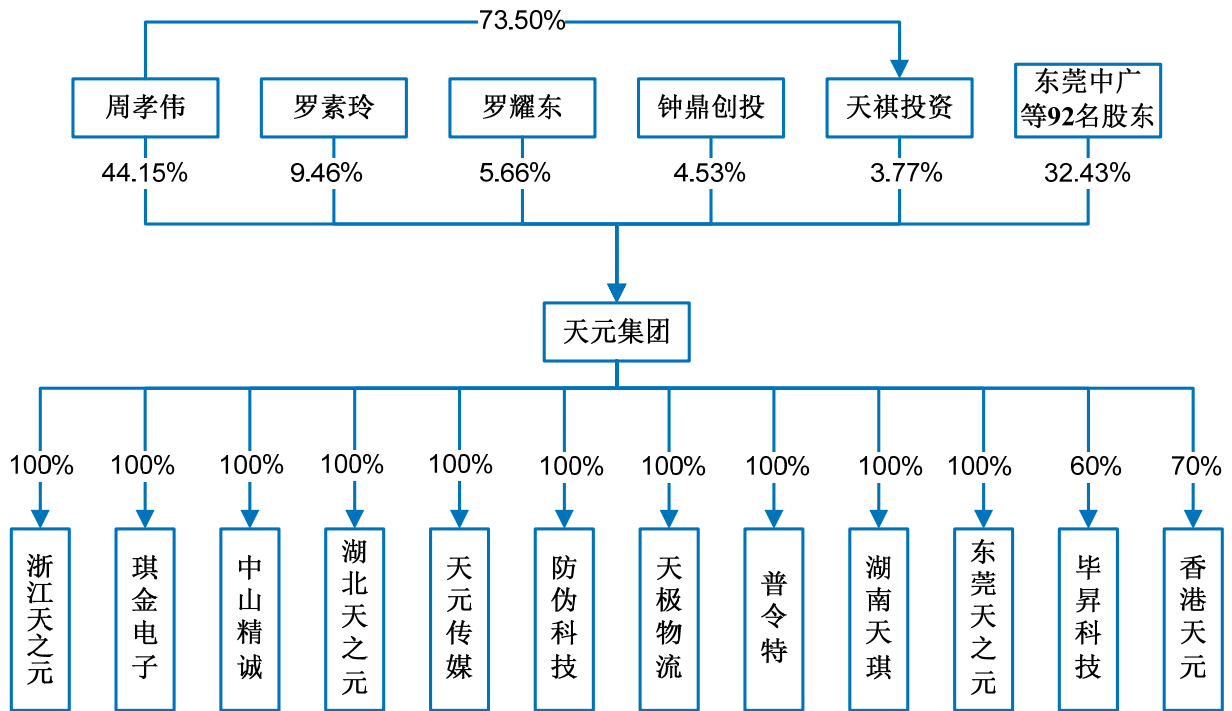 73.50%
周孝伟
罗素玲
罗耀东
钟鼎创投
天祺投资
东莞中广
等92名股东
44.15%
9.46%
5.66%
4.53%
3.77%
32.43%
天元集团
100%
100%
100%
100%
100%
100%
100%
100%
100%
100%
60%
70%
浙江天之元
琪金电子
中山精诚
湖北天之元
天元传媒
防伪科技
天极物流
普令特
湖南天琪
东莞天之元
毕昇科技
香港天元